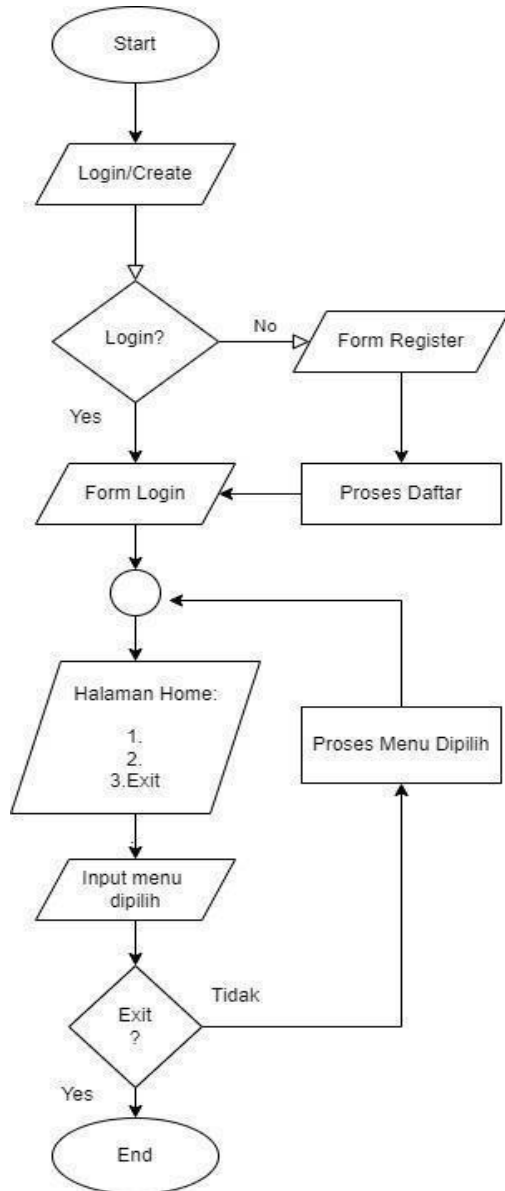 Start
Login/Create
Login?
No
Form Register
Yes
Form Login
Proses Daftar
Halaman Home:
1.
2.
3.Exit
Proses Menu Dipilih
Input menu
dipilih
Tidak
Exit
?
Yes
End